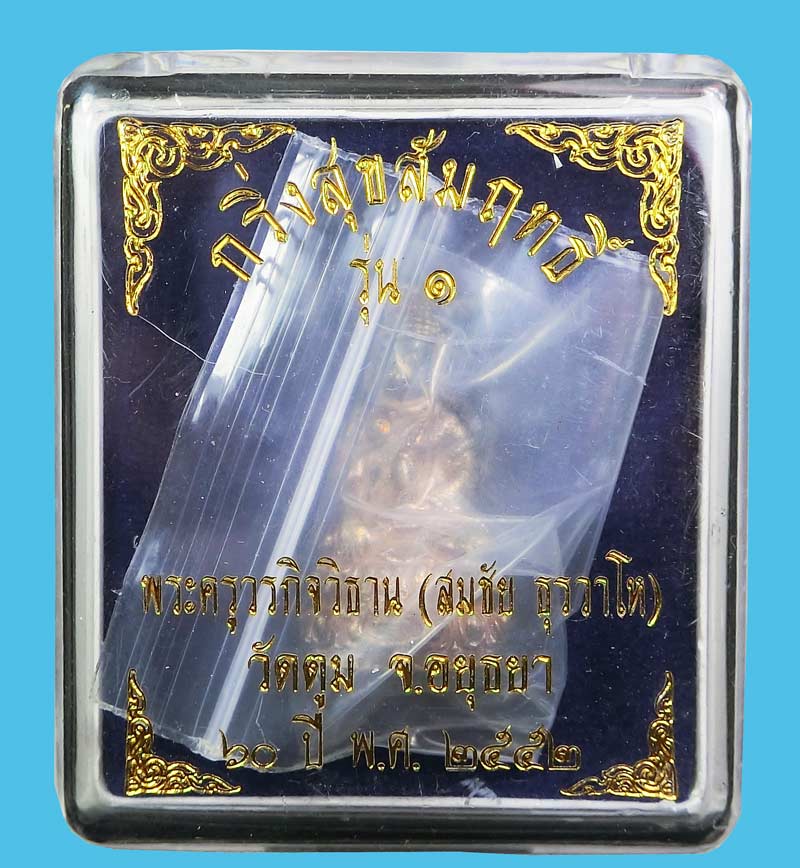 กริ่งสุขสัมฤทธิ์
รุ่น ๑
พระครูวรกิจวิธาน (สมชัย ธุรวาโห)
วัดตูม จ.อยุธยา
๖๐ ปี พ.ศ. ๒๕๕๒